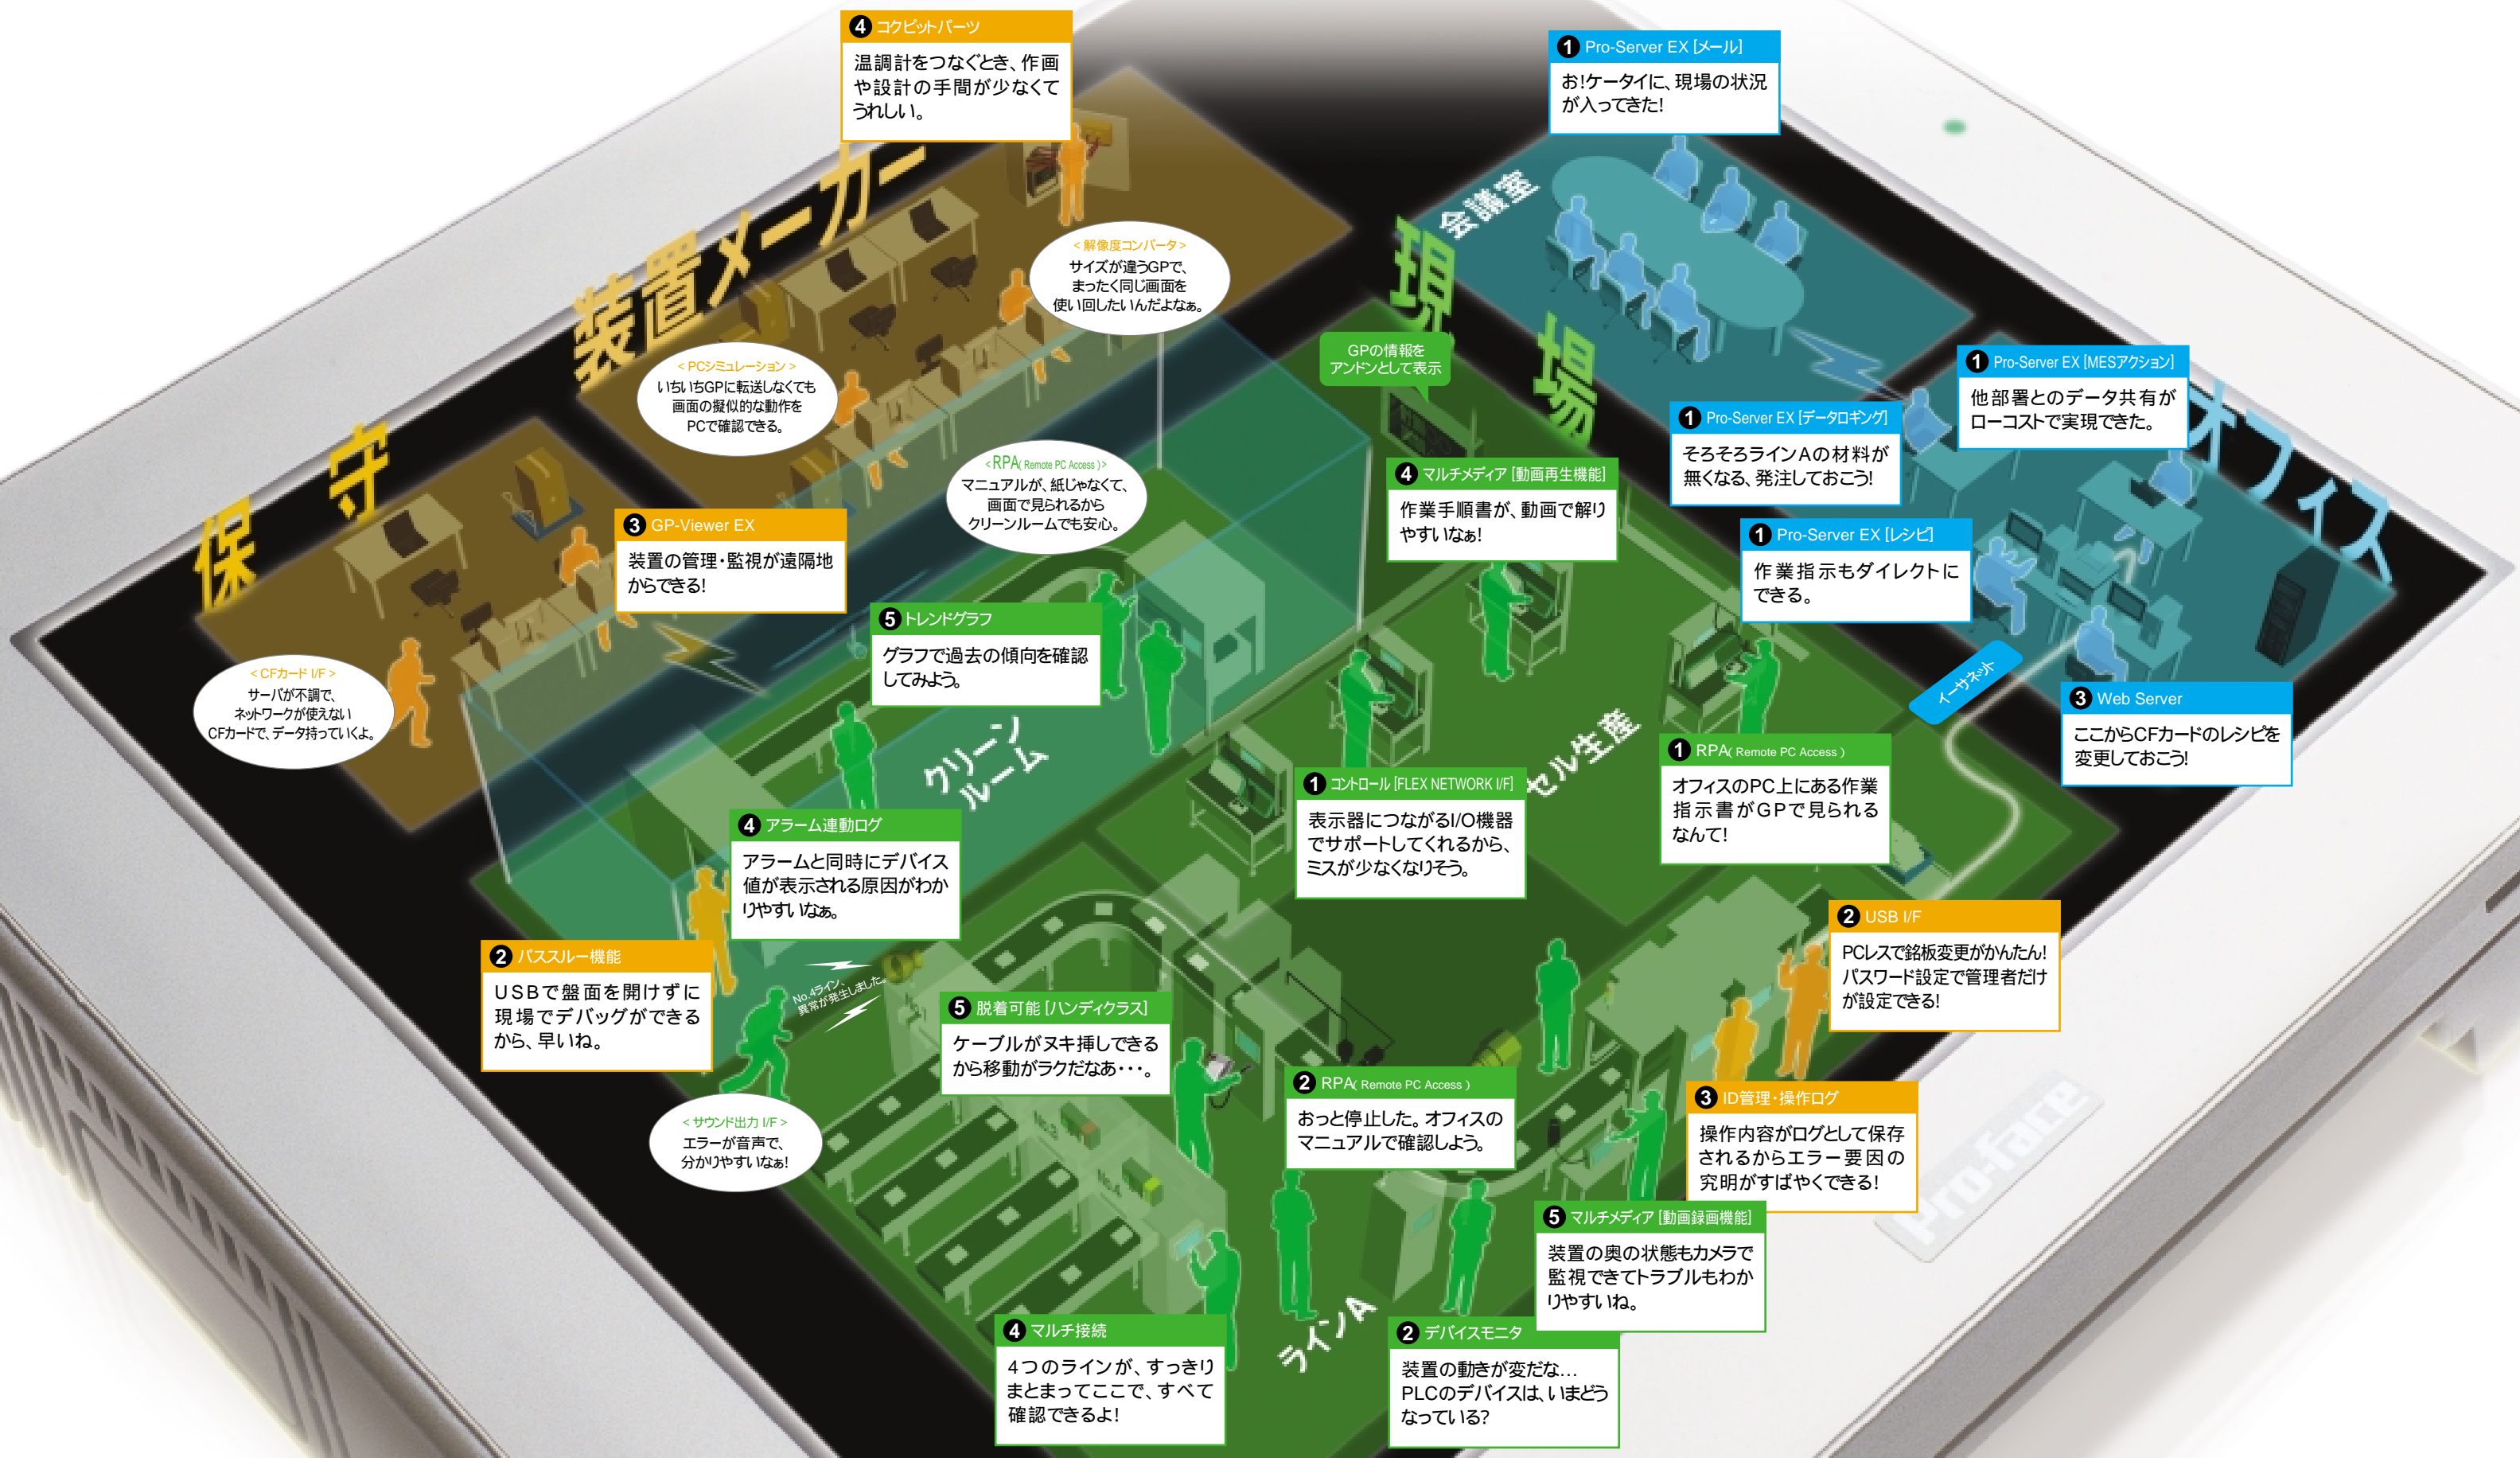 4 コクピットパーツ
温調計をつなぐとき、作画
や設計の手間が少なくて
うれしい。
1 Pro-Server EX [メール]
お!ケータイに、現場の状況
が入ってきた!
装置メーカー
会議室
現場
<解像度コンバータ>
サイズが違うGPで、
まったく同じ画面を
使い回したいんだよなぁ。
GPの情報を
アンドンとして表示
<PCシミュレーション>
いちいちGPに転送しなくても
画面の擬似的な動作を
PCで確認できる。
1 Pro-Server EX [MESアクション]
他部署とのデータ共有が
ローコストで実現できた。
オフィス
1 Pro-Server EX [データロギング]
そろそろラインAの材料が
無くなる、発注しておこう!
保守
<RPA( Remote PC Access )>
マニュアルが、紙じゃなくて、
画面で見られるから
クリーンルームでも安心。
4 マルチメディア [動画再生機能]
作業手順書が、動画で解り
やすいなぁ!
3 GP-Viewer EX
装置の管理・監視が遠隔地
からできる!
1 Pro-Server EX [レシピ]
作業指示もダイレクトに
できる。
5 トレンドグラフ
グラフで過去の傾向を確認
してみよう。
<CFカード I/F>
サーバが不調で、
ネットワークが使えない
CFカードで、データ持っていくよ。
イーサネット
3 Web Server
ここからCFカードのレシピを
変更しておこう!
クリーン
ルーム
セル生産
1 RPA( Remote PC Access )
オフィスのPC上にある作業
指示書がGPで見られる
なんて!
1 コントロール [FLEX NETWORK I/F]
表示器につながるI/O機器
でサポートしてくれるから、
ミスが少なくなりそう。
4 アラーム連動ログ
アラームと同時にデバイス
値が表示される原因がわか
りやすいなぁ。
2 USB I/F
PCレスで銘板変更がかんたん!
パスワード設定で管理者だけ
が設定できる!
2 パススルー機能
USBで盤面を開けずに
現場でデバッグができる
から、早いね。
No.4ライン、
異常が発生しました。
5 脱着可能 [ハンディクラス]
ケーブルがヌキ挿しできる
から移動がラクだなあ・・・。
2 RPA( Remote PC Access )
おっと停止した。オフィスの
マニュアルで確認しよう。
3 ID管理・操作ログ
操作内容がログとして保存
されるからエラー要因の
究明がすばやくできる!
Pro-face
<サウンド出力 I/F>
エラーが音声で、
分かりやすいなぁ!
No.3
No.4
5 マルチメディア [動画録画機能]
装置の奥の状態もカメラで
監視できてトラブルもわか
りやすいね。
ラインA
4 マルチ接続
4つのラインが、すっきり
まとまってここで、すべて
確認できるよ!
2 デバイスモニタ
装置の動きが変だな…
PLCのデバイスは、いまどう
なっている?